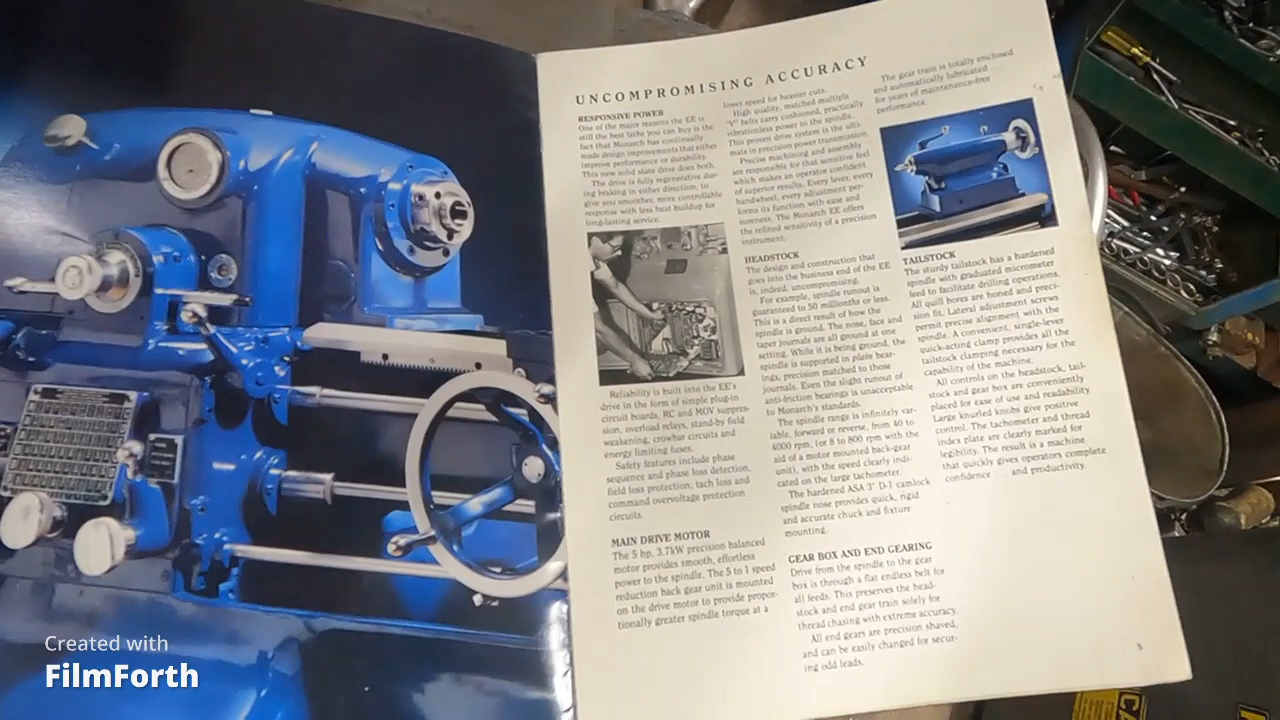 UNCOMPROMISING ACCURACY
RESPONSIVE POWER
One of the major reasons the EE is
still the best lathe you can buy is the
fact that Monarch has continually
made design improvements that either
improve performance or durability.
This new solid state drive does both.
The drive is fully regenerative dur-
ing braking in either direction, to
give you smoother, more controllable
response with less heat buildup for
long-lasting service.
Reliability is built into the EE's
drive in the form of simple plug-in
circuit boards, RC and MOV suppres-
sion, overload relays, stand-by field
weakening, crowbar circuits and
energy limiting fuses.
Safety features include phase
sequence and phase loss detection,
field loss protection, tach loss and
command overvoltage protection
circuits.
MAIN DRIVE MOTOR
The 5 hp, 3.7kW precision balanced
motor provides smooth, effortless
power to the spindle. The 5 to 1 speed
reduction back gear unit is mounted
on the drive motor to provide propor-
tionally greater spindle torque at a
lower speed for heavier cuts.
High quality, matched multiple
"V" belts carry cushioned, practically
vibrationless power to the spindle.
This proven drive system is the ulti-
mate in precision power transmission.
Precise machining and assembly
are responsible for that sensitive feel
which makes an operator confident
of superior results. Every lever, every
handwheel, every adjustment per-
forms its function with ease and
sureness. The Monarch EE offers
the refined sensitivity of a precision
instrument.
HEADSTOCK
The design and construction that
goes into the business end of the EE
is, indeed, uncompromising.
For example, spindle runout is
guaranteed to 50 millionths or less.
This is a direct result of how the
spindle is ground. The nose, face and
taper journals are all ground at one
setting. While it is being ground, the
spindle is supported in plain bear-
ings, precision matched to those
journals. Even the slight runout of
anti-friction bearings is unacceptable
to Monarch's standards.
The spindle range is infinitely var-
iable, forward or reverse, from 40 to
4000 rpm, (or 8 to 800 rpm with the
aid of a motor mounted back-gear
unit), with the speed clearly indi-
cated on the large tachometer.
The hardened ASA 3" D-1 camlock
spindle nose provides quick, rigid
and accurate chuck and fixture
mounting.
GEAR BOX AND END GEARING
Drive from the spindle to the gear
box is through a flat endless belt for
all feeds. This preserves the head-
stock and end gear train solely for
thread chasing with extreme accuracy.
All end gears are precision shaved,
and can be easily changed for secur-
ing odd leads.
The gear train is totally enclosed
and automatically lubricated
for years of maintenance-free
performance.
TAILSTOCK
The sturdy tailstock has a hardened
spindle with graduated micrometer
feed to facilitate drilling operations.
All quill bores are honed and preci-
sion fit. Lateral adjustment screws
permit precise alignment with the
spindle. A convenient, single-lever
quick-acting clamp provides all the
tailstock clamping necessary for the
capability of the machine.
All controls on the headstock, tail-
stock and gear box are conveniently
placed for ease of use and readability
Large knurled knobs give positive
control. The tachometer and thread
index plate are clearly marked for
legibility. The result is a machine
that quickly gives operators complete
confidence . . . and productivity.
5
Created with
FilmForth